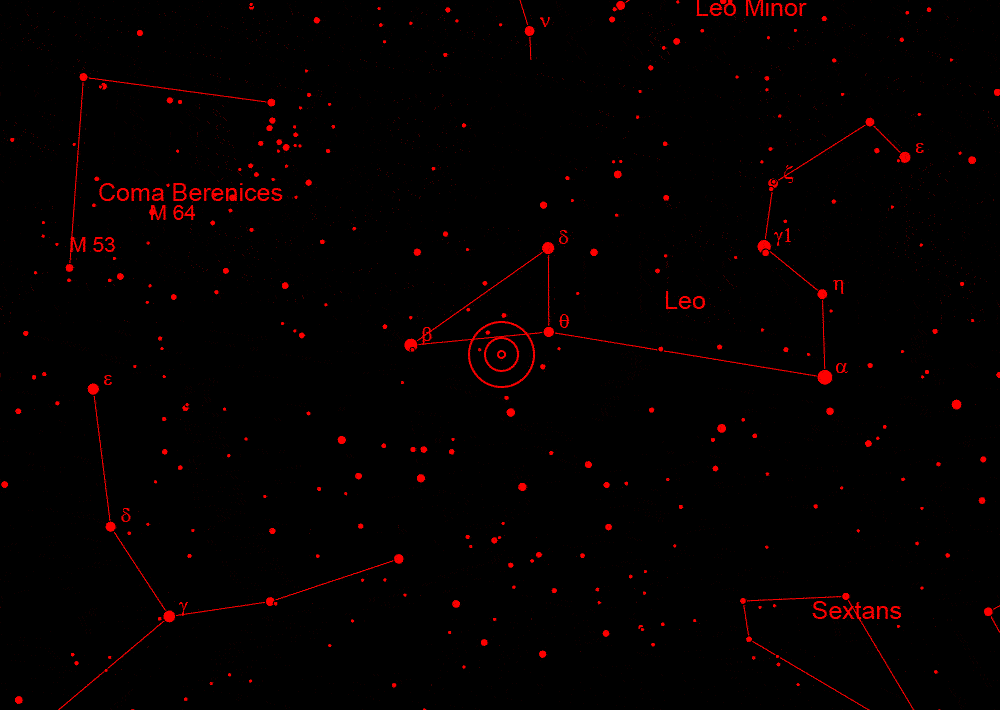 Leo Minor
ν
ε
ζ
Coma Berenices
M 64
γ1
δ
M 53
η
Leo
θ
β
α
ε
δ
γ
Sextans